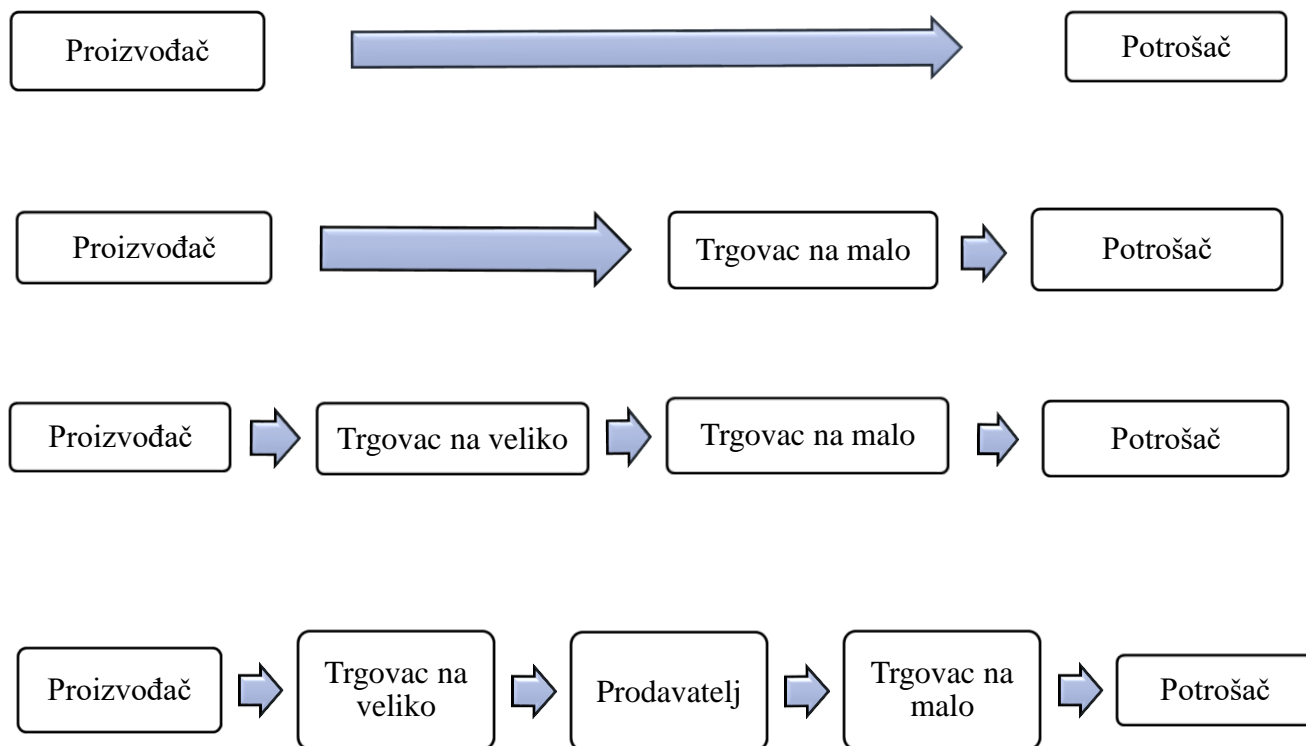 Proizvođač
Potrošač
Proizvođač
Trgovac na malo
Potrošač
Proizvođač
Trgovac na veliko
Trgovac na malo
Potrošač
Proizvođač
Trgovac na
veliko
Prodavatelj
Trgovac na
malo
Potrošač